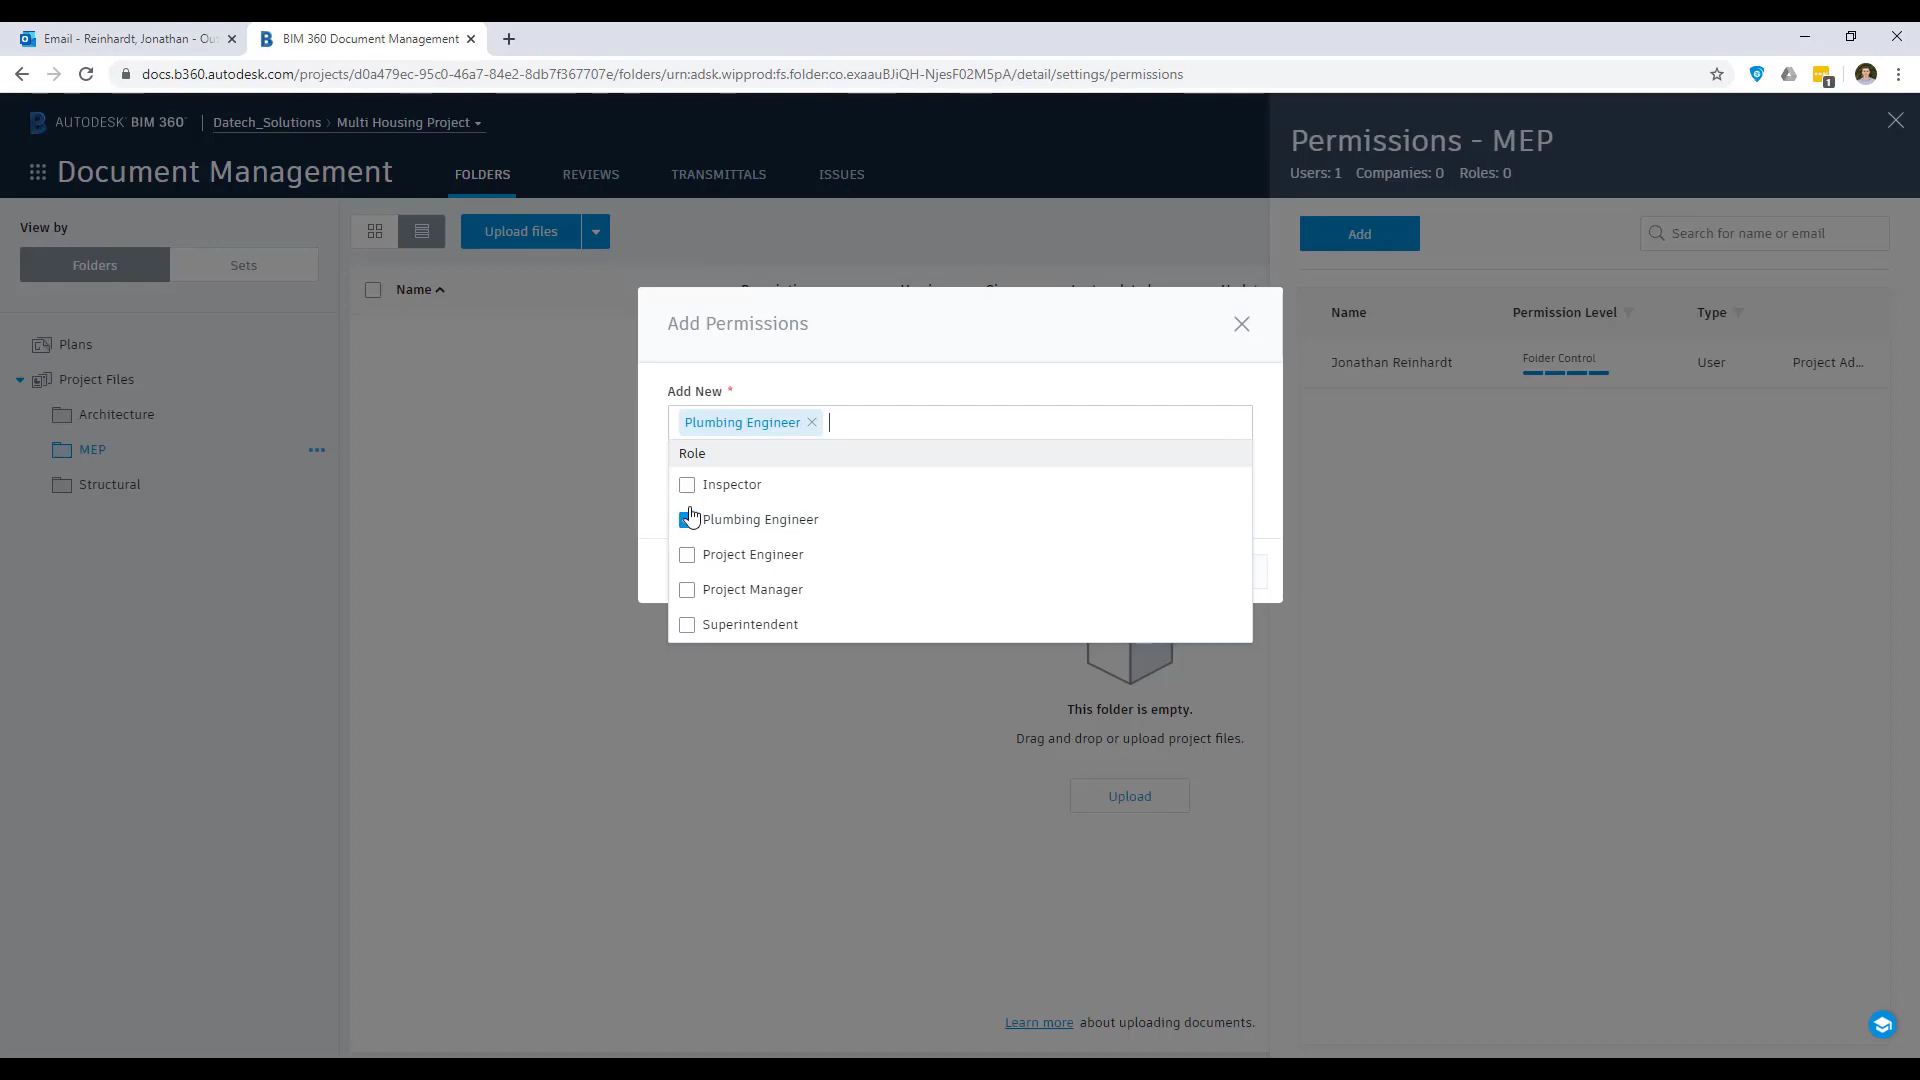 Email - Reinhardt, Jonathan - Ou
BIM 360 Document Management
docs.b360.autodesk.com/projects/d0a479ec-95c0-46a7-84e2-8db7f367707e/folders/urn:adsk.wipprod:fs.folder:co.exaauBJiQH-NjesF02M5pA/detail/settings/permissions
1
AUTODESK BIM 360
Datech_Solutions > Multi Housing Project
Document Management
FOLDERS
REVIEWS
TRANSMITTALS
ISSUES
Permissions - MEP
Users: 1 Companies: 0 Roles: 0
View by
Folders
Sets
Upload files
Add
Search for name or email
Name
Plans
Project Files
Architecture
MEP
Structural
Add Permissions
Add New *
Plumbing Engineer
Role
Inspector
Plumbing Engineer
Project Engineer
Project Manager
Superintendent
Name
Permission Level
Type
Jonathan Reinhardt
Folder Control
User
Project Ad...
This folder is empty.
Drag and drop or upload project files.
Upload
Learn more about uploading documents.